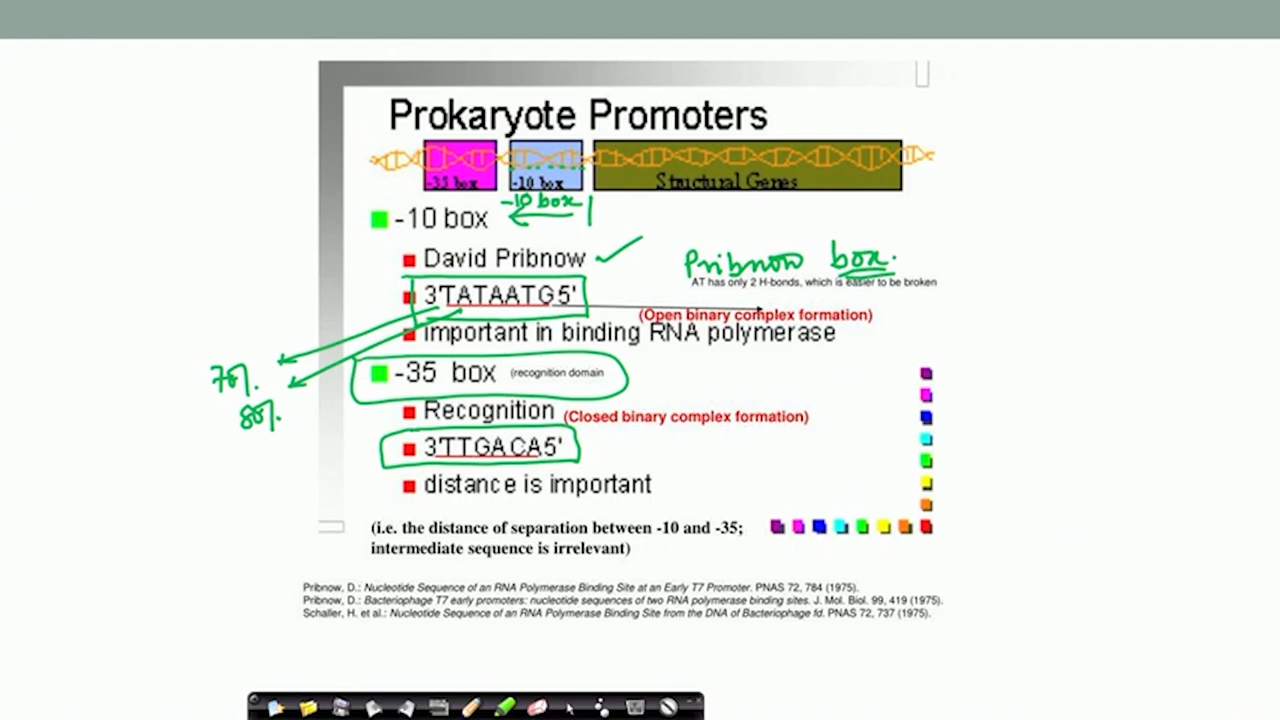 Prokaryote Promoters
-35 box
-10 box
Structural Genes
-10 box
-10 box
David Pribnow
Pribnow box.
AT has only 2 H-bonds, which is easier to be broken
3'TATAATG5'
(Open binary complex formation)
important in binding RNA polymerase
-35 box (recognition domain
70%.
80%.
Recognition (Closed binary complex formation)
3'TTGACA5'
distance is important
(i.e. the distance of separation between -10 and -35;
intermediate sequence is irrelevant)
Pribnow, D.: Nucleotide Sequence of an RNA Polymerase Binding Site at an Early T7 Promoter. PNAS 72, 784 (1975).
Pribnow, D.: Bacteriophage T7 early promoters: nucleotide sequences of two RNA polymerase binding sites. J. Mol. Biol. 99, 419 (1975).
Schaller, H. et al.: Nucleotide Sequence of an RNA Polymerase Binding Site from the DNA of Bacteriophage fd. PNAS 72, 737 (1975).